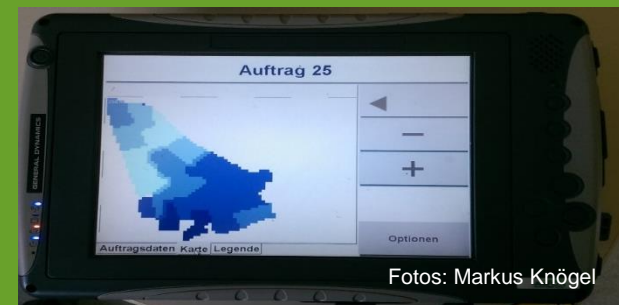 Auftrag 25
GENERAL DYNAMICS
−
+
Optionen
Auftragsdaten Karte Legende
Fotos: Markus Knögel